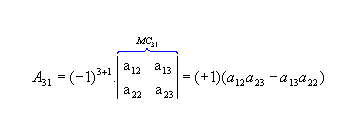 MC₃₁
A₃₁ = (−1)³⁺¹. | a₁₂ a₁₃ | = (+1)(a₁₂a₂₃ − a₁₃a₂₂)
| a₂₂ a₂₃ |